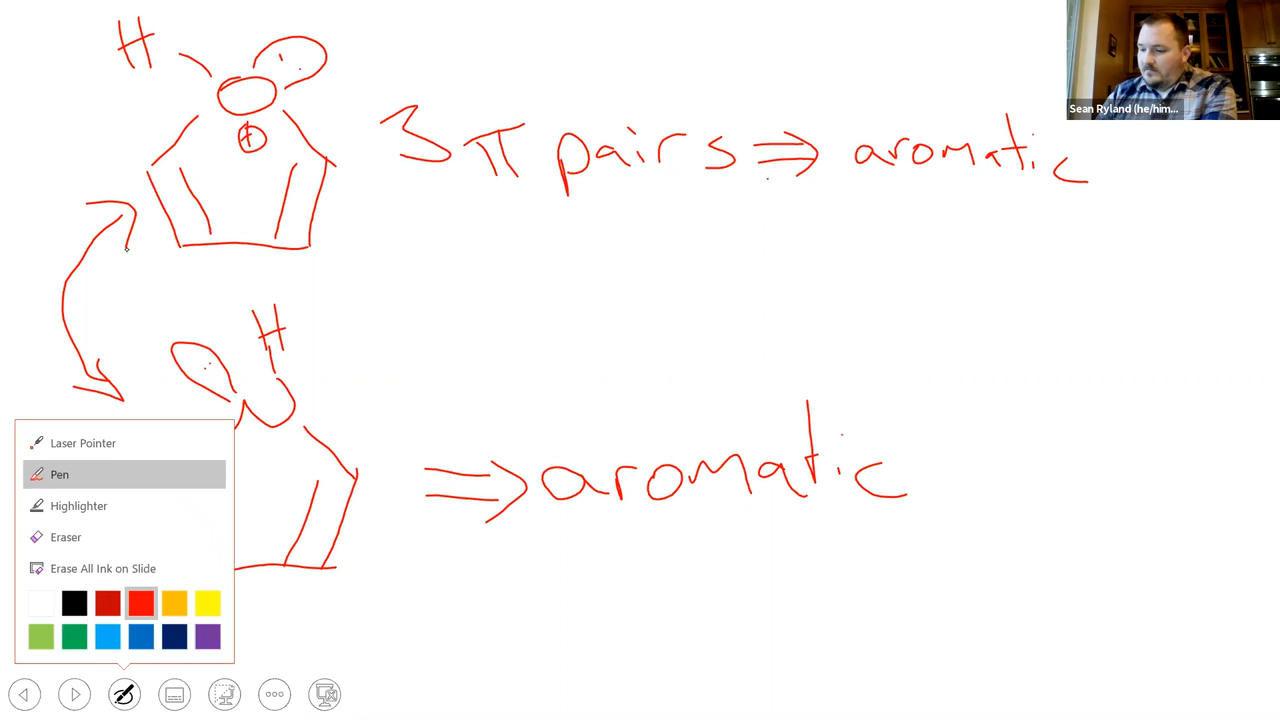 H
Sean Ryland (he/him...
O
⊕
3 π pairs ⇒ aromatic
H
N
⇒ aromatic
Laser Pointer
Pen
Highlighter
Eraser
Erase All Ink on Slide